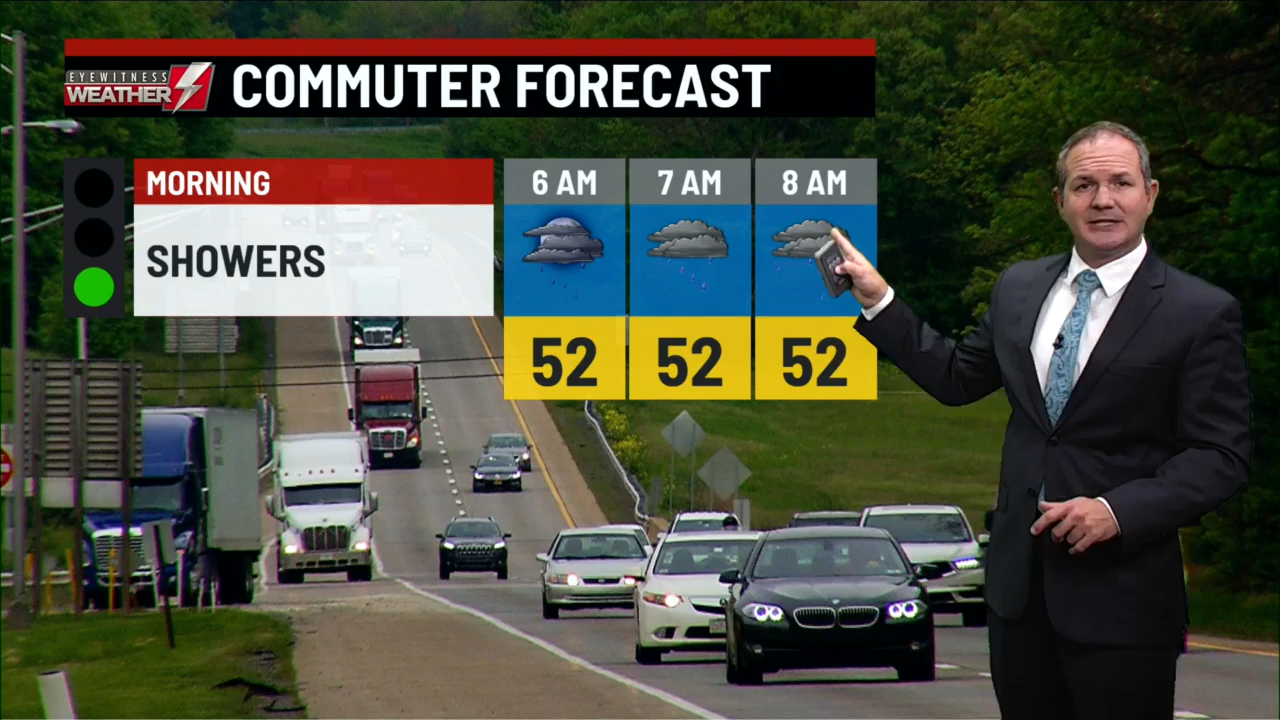 EYEWITNESS
WEATHER
COMMUTER FORECAST
MORNING
SHOWERS
6 AM
7 AM
8 AM
52
52
52